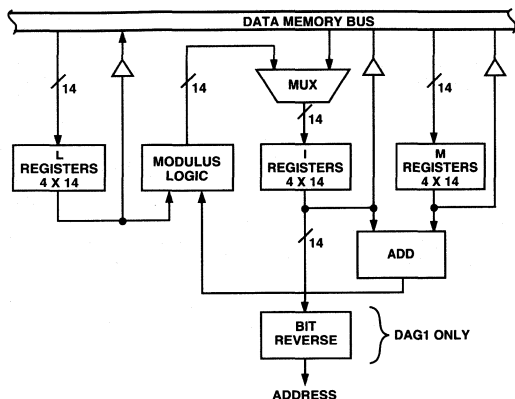 DATA MEMORY BUS
14
14
MUX
14
14
L
REGISTERS
4 X 14
MODULUS
LOGIC
I
REGISTERS
4 X 14
M
REGISTERS
4 X 14
14
ADD
BIT
REVERSE
DAG1 ONLY
ADDRESS